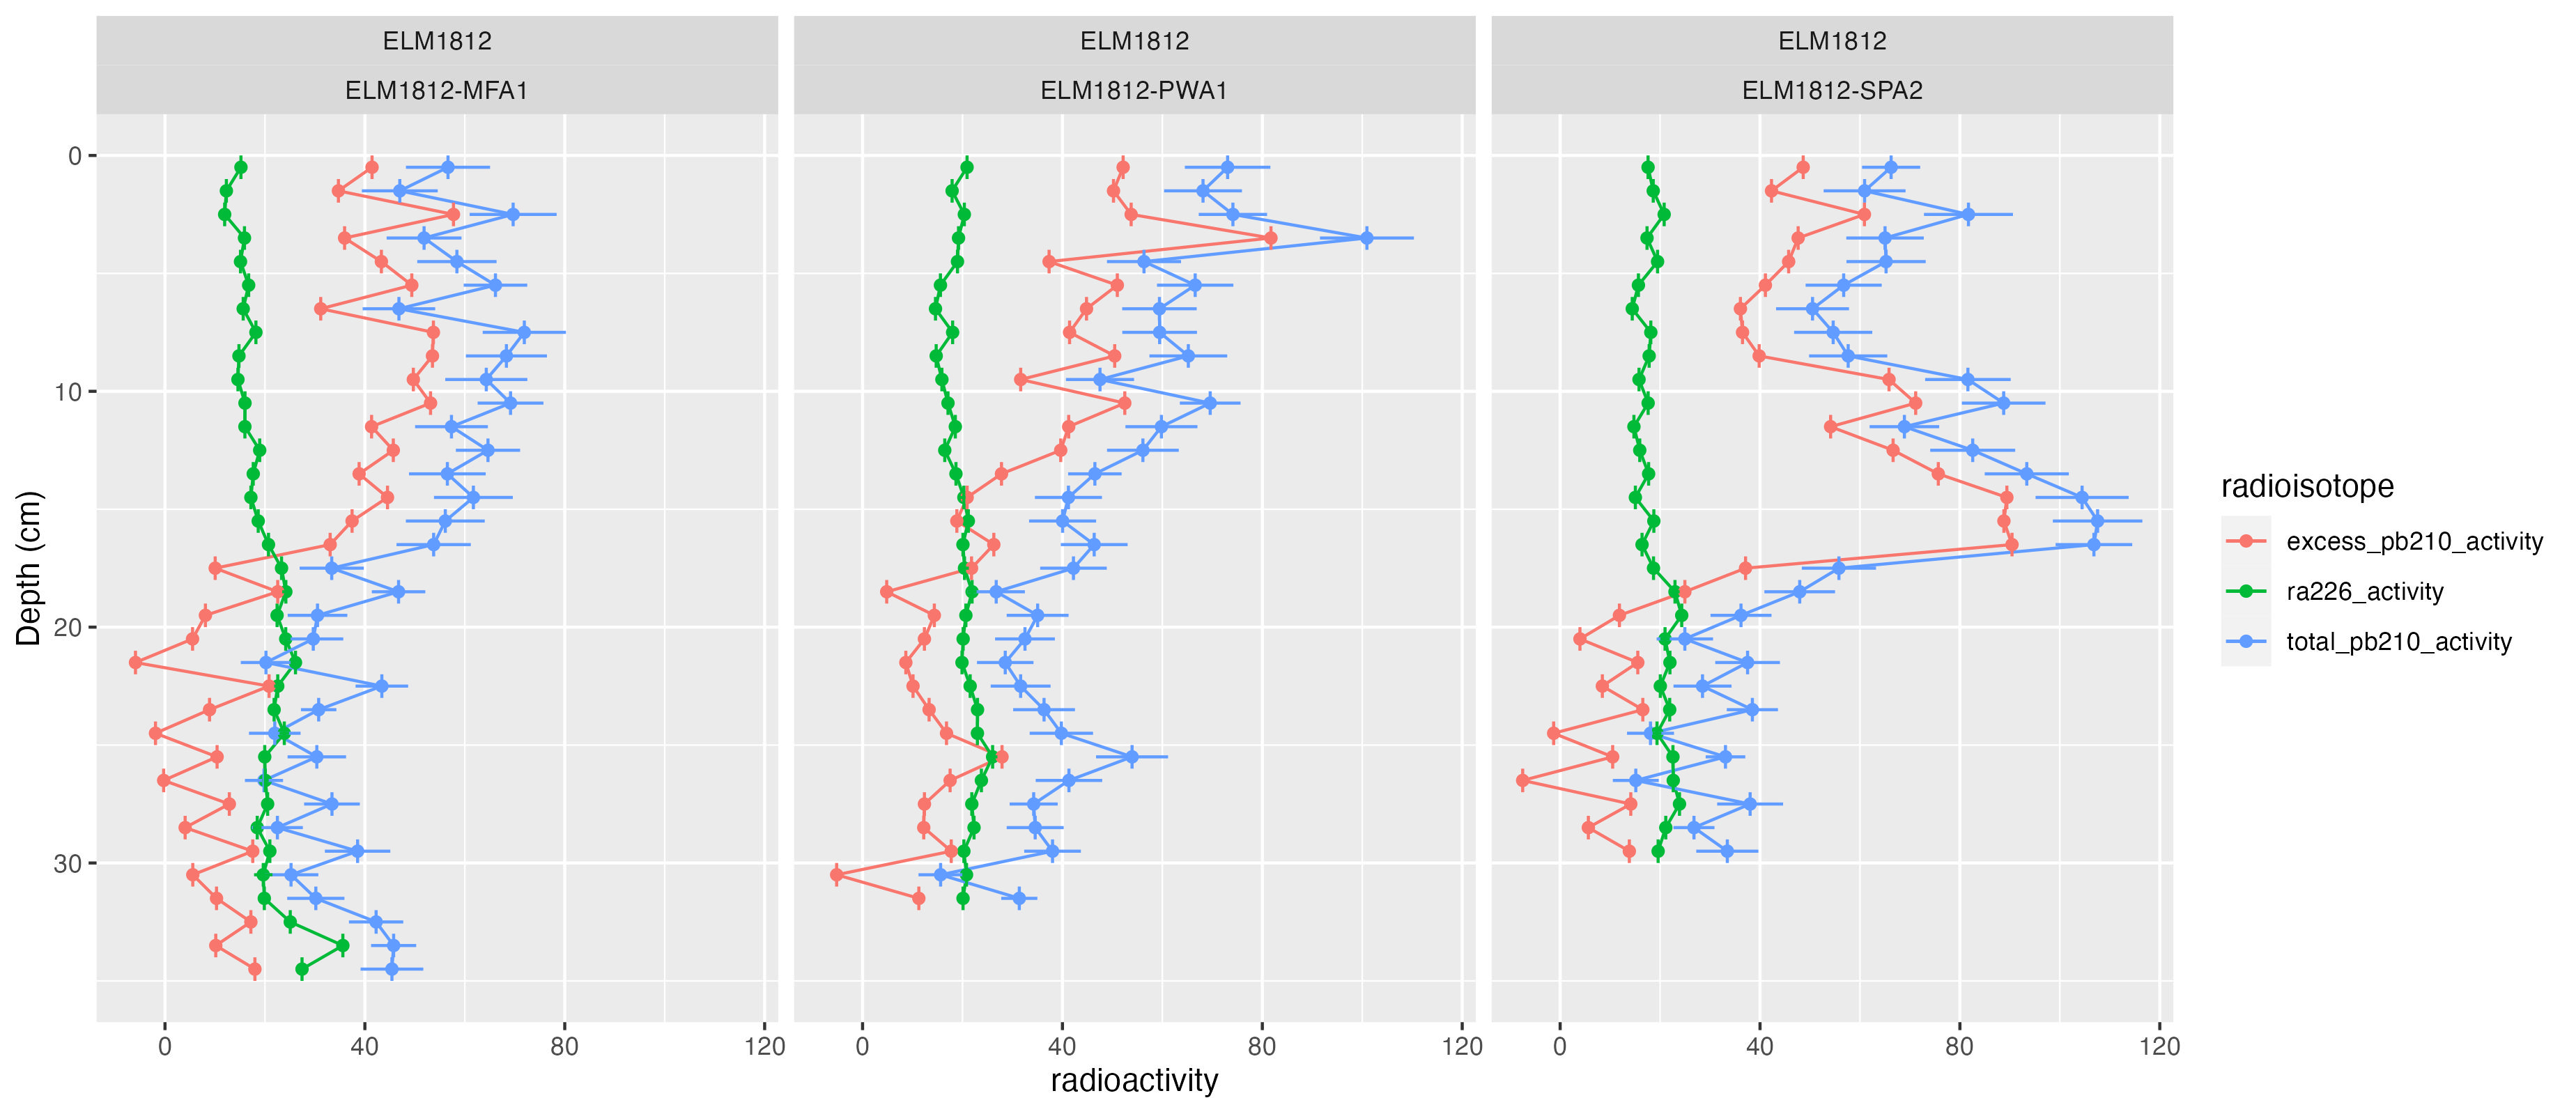 ELM1812
ELM1812
ELM1812
ELM1812-MFA1
ELM1812-PWA1
ELM1812-SPA2
0
10
20
30
Depth (cm)
0
40
80
120
0
40
80
120
0
40
80
120
radioactivity
radioisotope
excess_pb210_activity
ra226_activity
total_pb210_activity